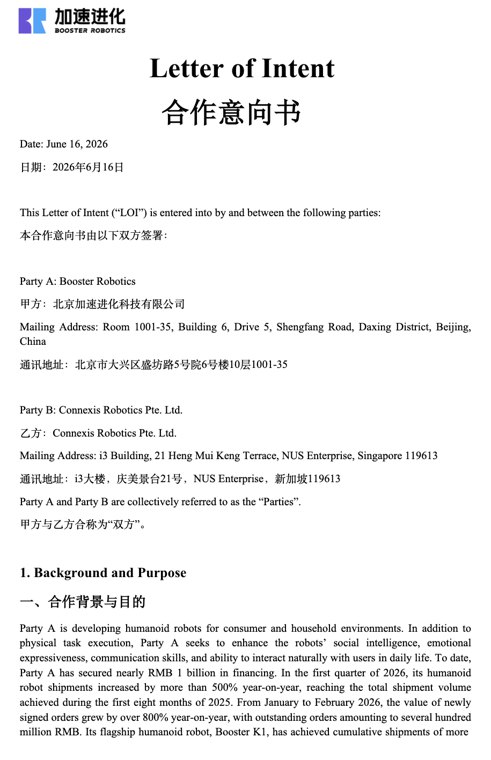 加速进化
BOOSTER ROBOTICS
Letter of Intent
合作意向书
Date: June 16, 2026
日期：2026年6月16日
This Letter of Intent (“LOI”) is entered into by and between the following parties:
本合作意向书由以下双方签署：
Party A: Booster Robotics
甲方：北京加速进化科技有限公司
Mailing Address: Room 1001-35, Building 6, Drive 5, Shengfang Road, Daxing District, Beijing,
China
通讯地址：北京市大兴区盛坊路5号院6号楼10层1001-35
Party B: Connexis Robotics Pte. Ltd.
乙方：Connexis Robotics Pte. Ltd.
Mailing Address: i3 Building, 21 Heng Mui Keng Terrace, NUS Enterprise, Singapore 119613
通讯地址：i3大楼，庆美景台21号，NUS Enterprise，新加坡119613
Party A and Party B are collectively referred to as the “Parties”.
甲方与乙方合称为“双方”。
1. Background and Purpose
一、合作背景与目的
Party A is developing humanoid robots for consumer and household environments. In addition to
physical task execution, Party A seeks to enhance the robots’ social intelligence, emotional
expressiveness, communication skills, and ability to interact naturally with users in daily life. To date,
Party A has secured nearly RMB 1 billion in financing. In the first quarter of 2026, its humanoid
robot shipments increased by more than 500% year-on-year, reaching the total shipment volume
achieved during the first eight months of 2025. From January to February 2026, the value of newly
signed orders grew by over 800% year-on-year, with outstanding orders amounting to several hundred
million RMB. Its flagship humanoid robot, Booster K1, has achieved cumulative shipments of more